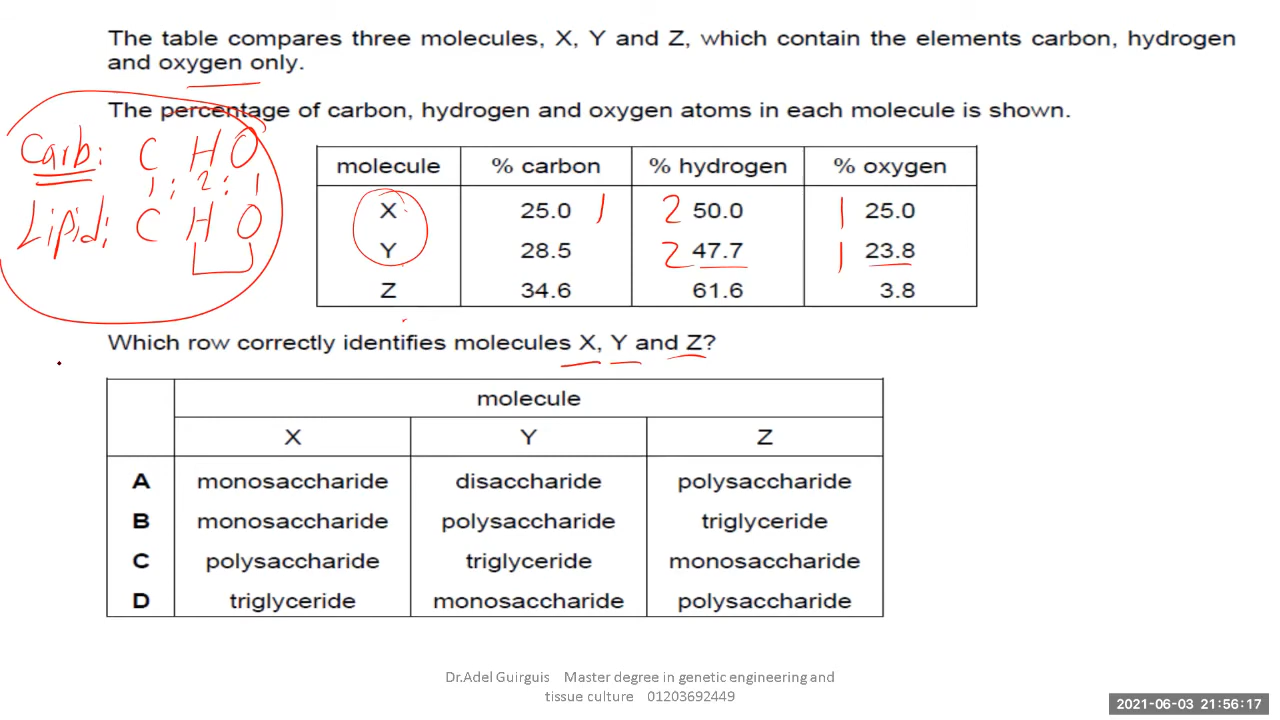 The table compares three molecules, X, Y and Z, which contain the elements carbon, hydrogen
and oxygen only.
The percentage of carbon, hydrogen and oxygen atoms in each molecule is shown.
Carb: C H O
1 : 2 : 1
Lipid: C H O
molecule % carbon % hydrogen % oxygen
X 25.0 1 2 50.0 1 25.0
Y 28.5 2 47.7 1 23.8
Z 34.6 61.6 3.8
Which row correctly identifies molecules X, Y and Z?
molecule
X Y Z
A monosaccharide disaccharide polysaccharide
B monosaccharide polysaccharide triglyceride
C polysaccharide triglyceride monosaccharide
D triglyceride monosaccharide polysaccharide
Dr.Adel Guirguis Master degree in genetic engineering and
tissue culture 01203692449
2021-06-03 21:56:17